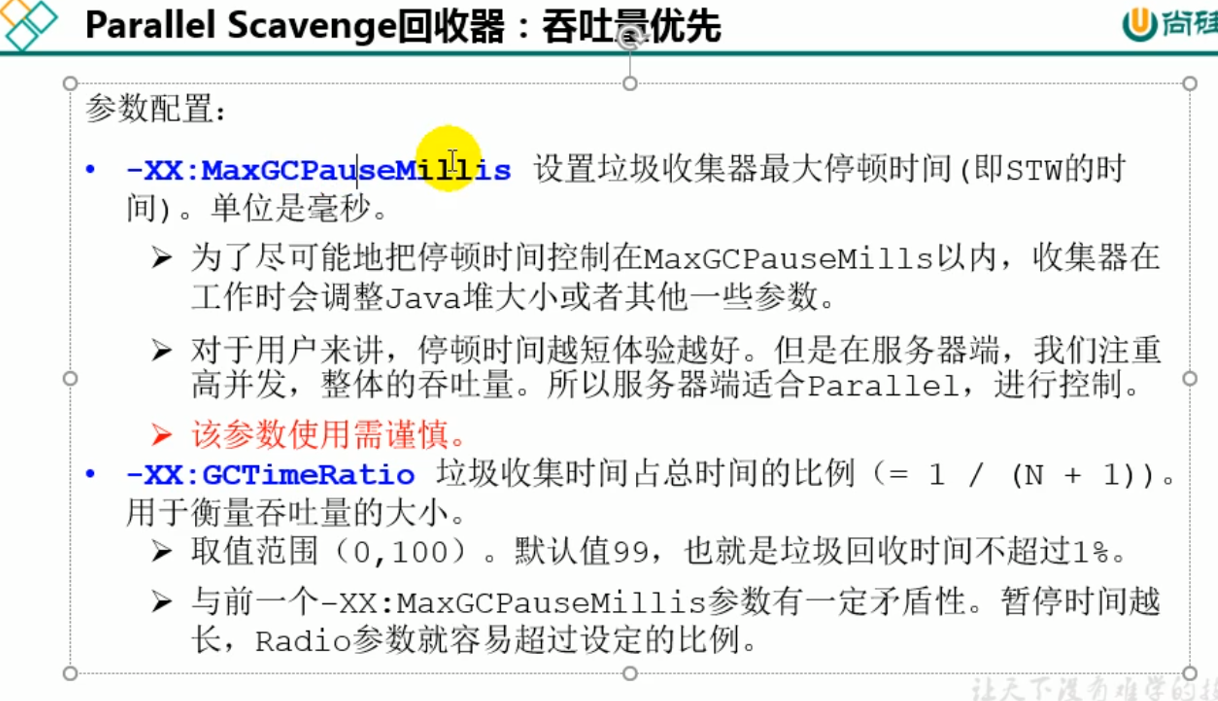 Parallel Scavenge回收器：吞吐量优先
尚硅
参数配置：
• -XX:MaxGCPauseMillis 设置垃圾收集器最大停顿时间(即STW的时
间)。单位是毫秒。
➢ 为了尽可能地把停顿时间控制在MaxGCPauseMills以内，收集器在
工作时会调整Java堆大小或者其他一些参数。
➢ 对于用户来讲，停顿时间越短体验越好。但是在服务器端，我们注重
高并发，整体的吞吐量。所以服务器端适合Parallel，进行控制。
➢ 该参数使用需谨慎。
• -XX:GCTimeRatio 垃圾收集时间占总时间的比例（= 1 / (N + 1)）。
用于衡量吞吐量的大小。
➢ 取值范围（0,100）。默认值99，也就是垃圾回收时间不超过1%。
➢ 与前一个-XX:MaxGCPauseMillis参数有一定矛盾性。暂停时间越
长，Radio参数就容易超过设定的比例。
让天下没有难学的技